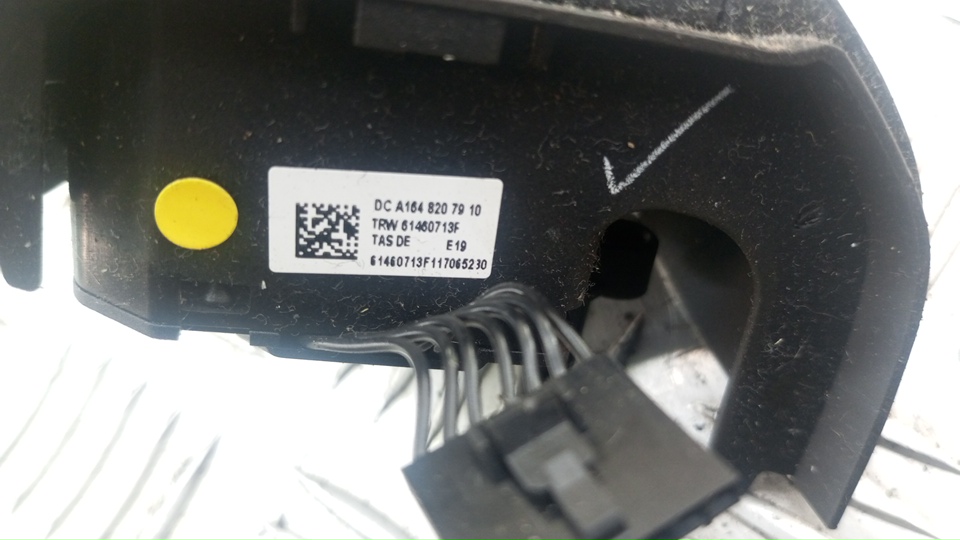 DC A164 820 79 10
TRW 61460713F
TAS DE E19
61460713F117065230